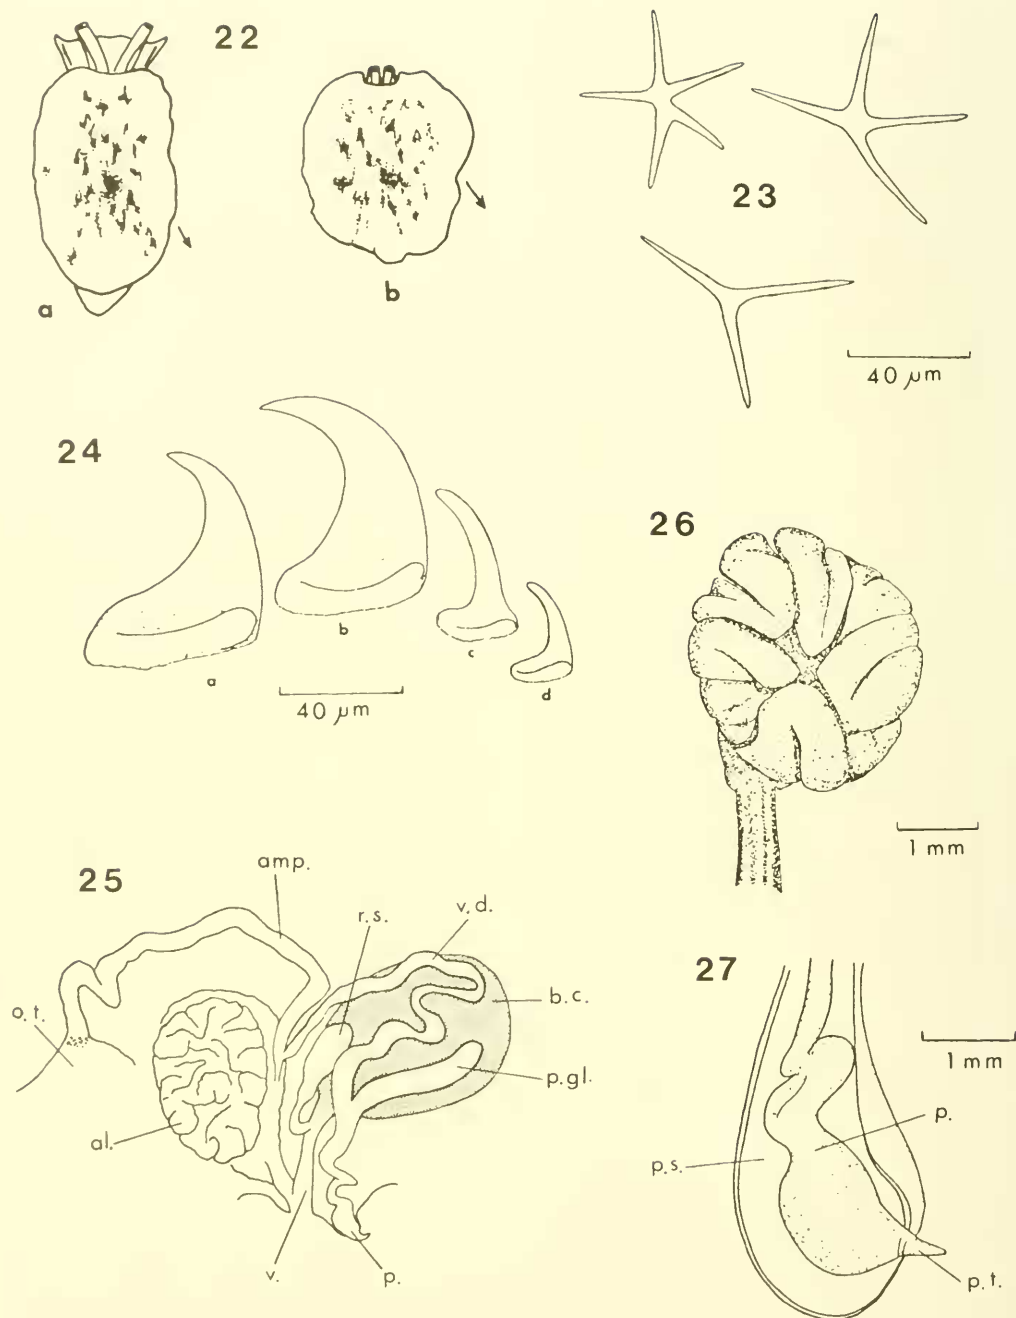 22
a
b
23
40 µm
24
a
b
c
d
40 µm
26
1 mm
25
amp.
r.s.
v.d.
o.t.
b.c.
p.gl.
al.
v.
p.
27
1 mm
p.
p.s.
p.t.